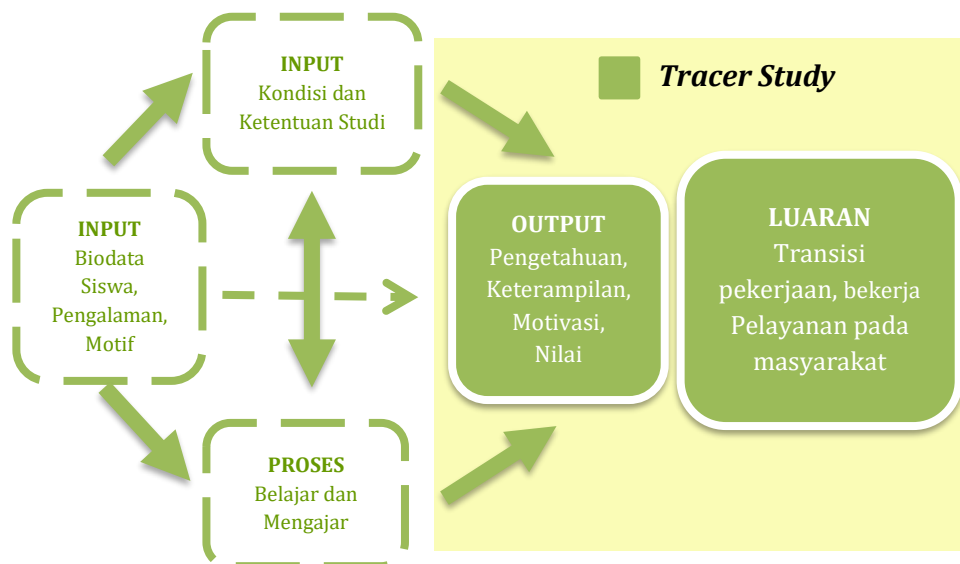 INPUT
Kondisi dan
Ketentuan Studi
Tracer Study
INPUT
Biodata
Siswa,
Pengalaman,
Motif
OUTPUT
Pengetahuan,
Keterampilan,
Motivasi,
Nilai
LUARAN
Transisi
pekerjaan, bekerja
Pelayanan pada
masyarakat
PROSES
Belajar dan
Mengajar